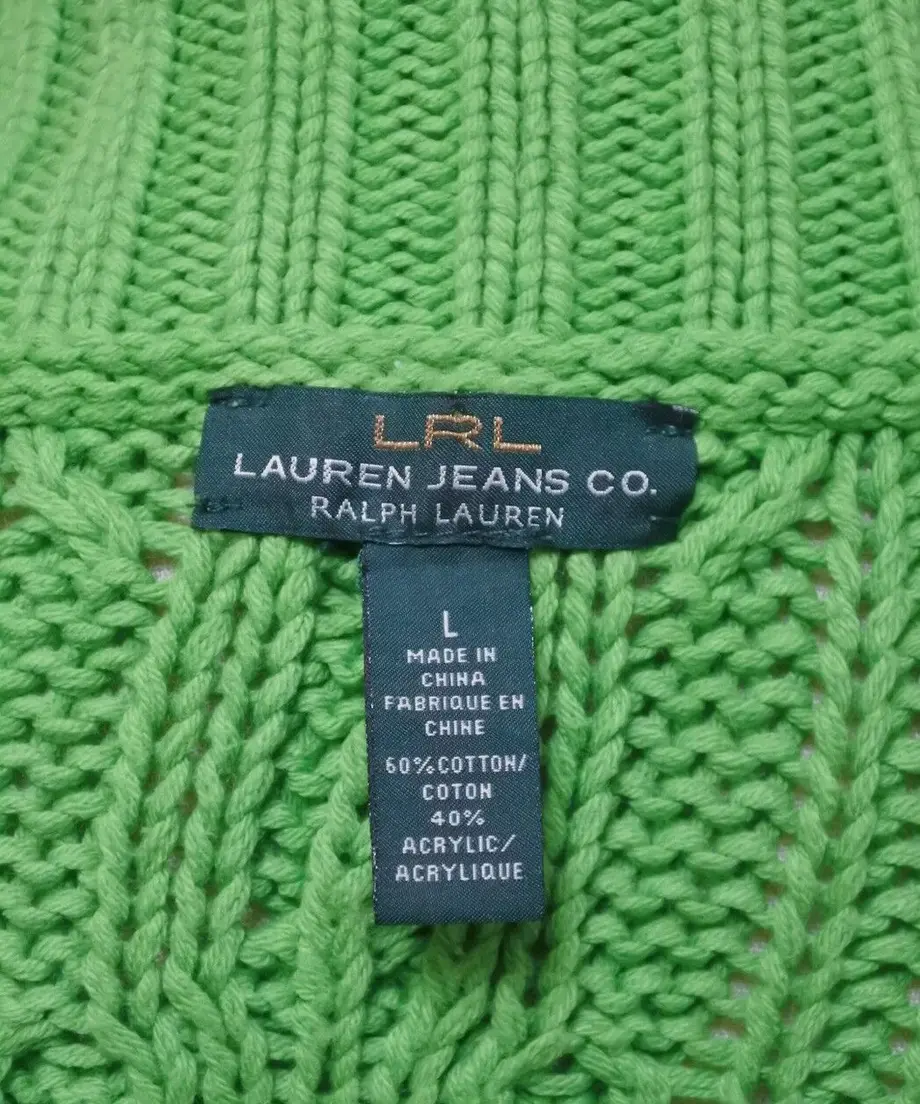 LRL
LAUREN JEANS CO.
RALPH LAUREN
L
MADE IN
CHINA
FABRIQUE EN
CHINE
60%COTTON/
COTON
40%
ACRYLIC/
ACRYLIQUE